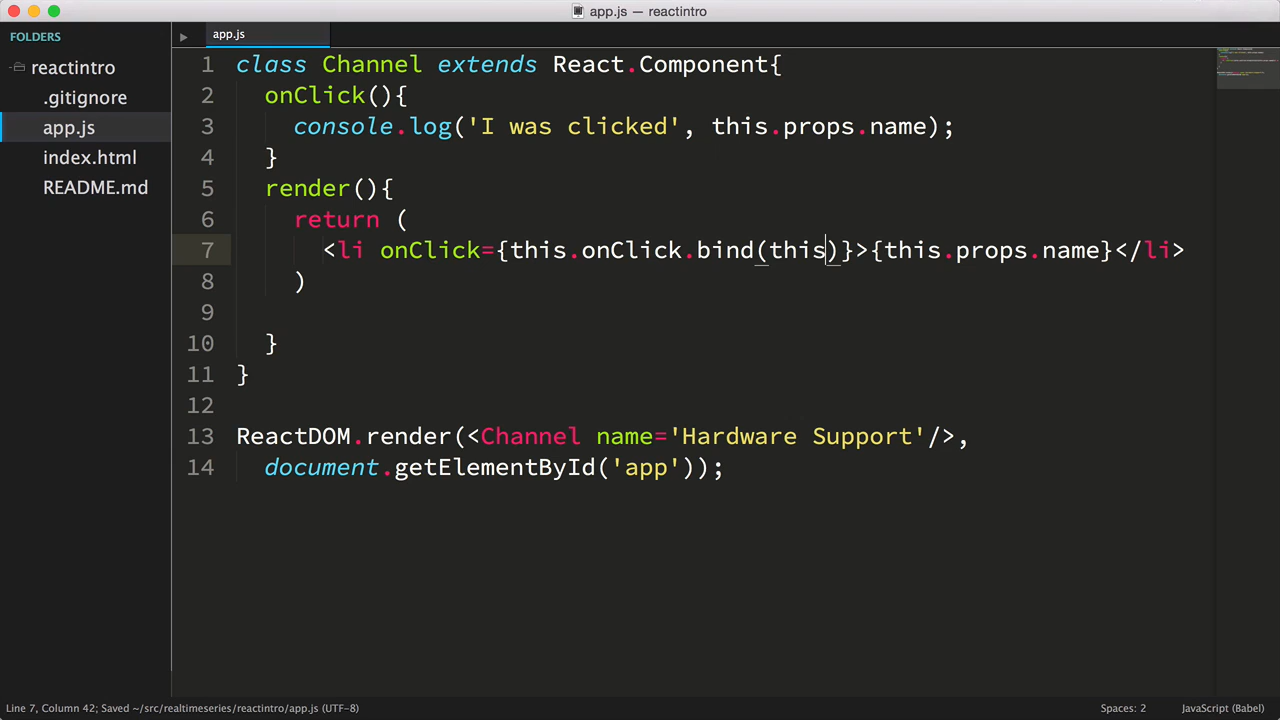 app.js — reactintro
FOLDERS
reactintro
.gitignore
app.js
index.html
README.md
app.js
1 class Channel extends React.Component{
2 onClick(){
3 console.log('I was clicked', this.props.name);
4 }
5 render(){
6 return (
7 <li onClick={this.onClick.bind(this)}>{this.props.name}</li>
8 )
9
10 }
11 }
12
13 ReactDOM.render(<Channel name='Hardware Support'/>,
14 document.getElementById('app'));
Line 7, Column 42; Saved ~/src/realtimeseries/reactintro/app.js (UTF-8)
Spaces: 2
JavaScript (Babel)